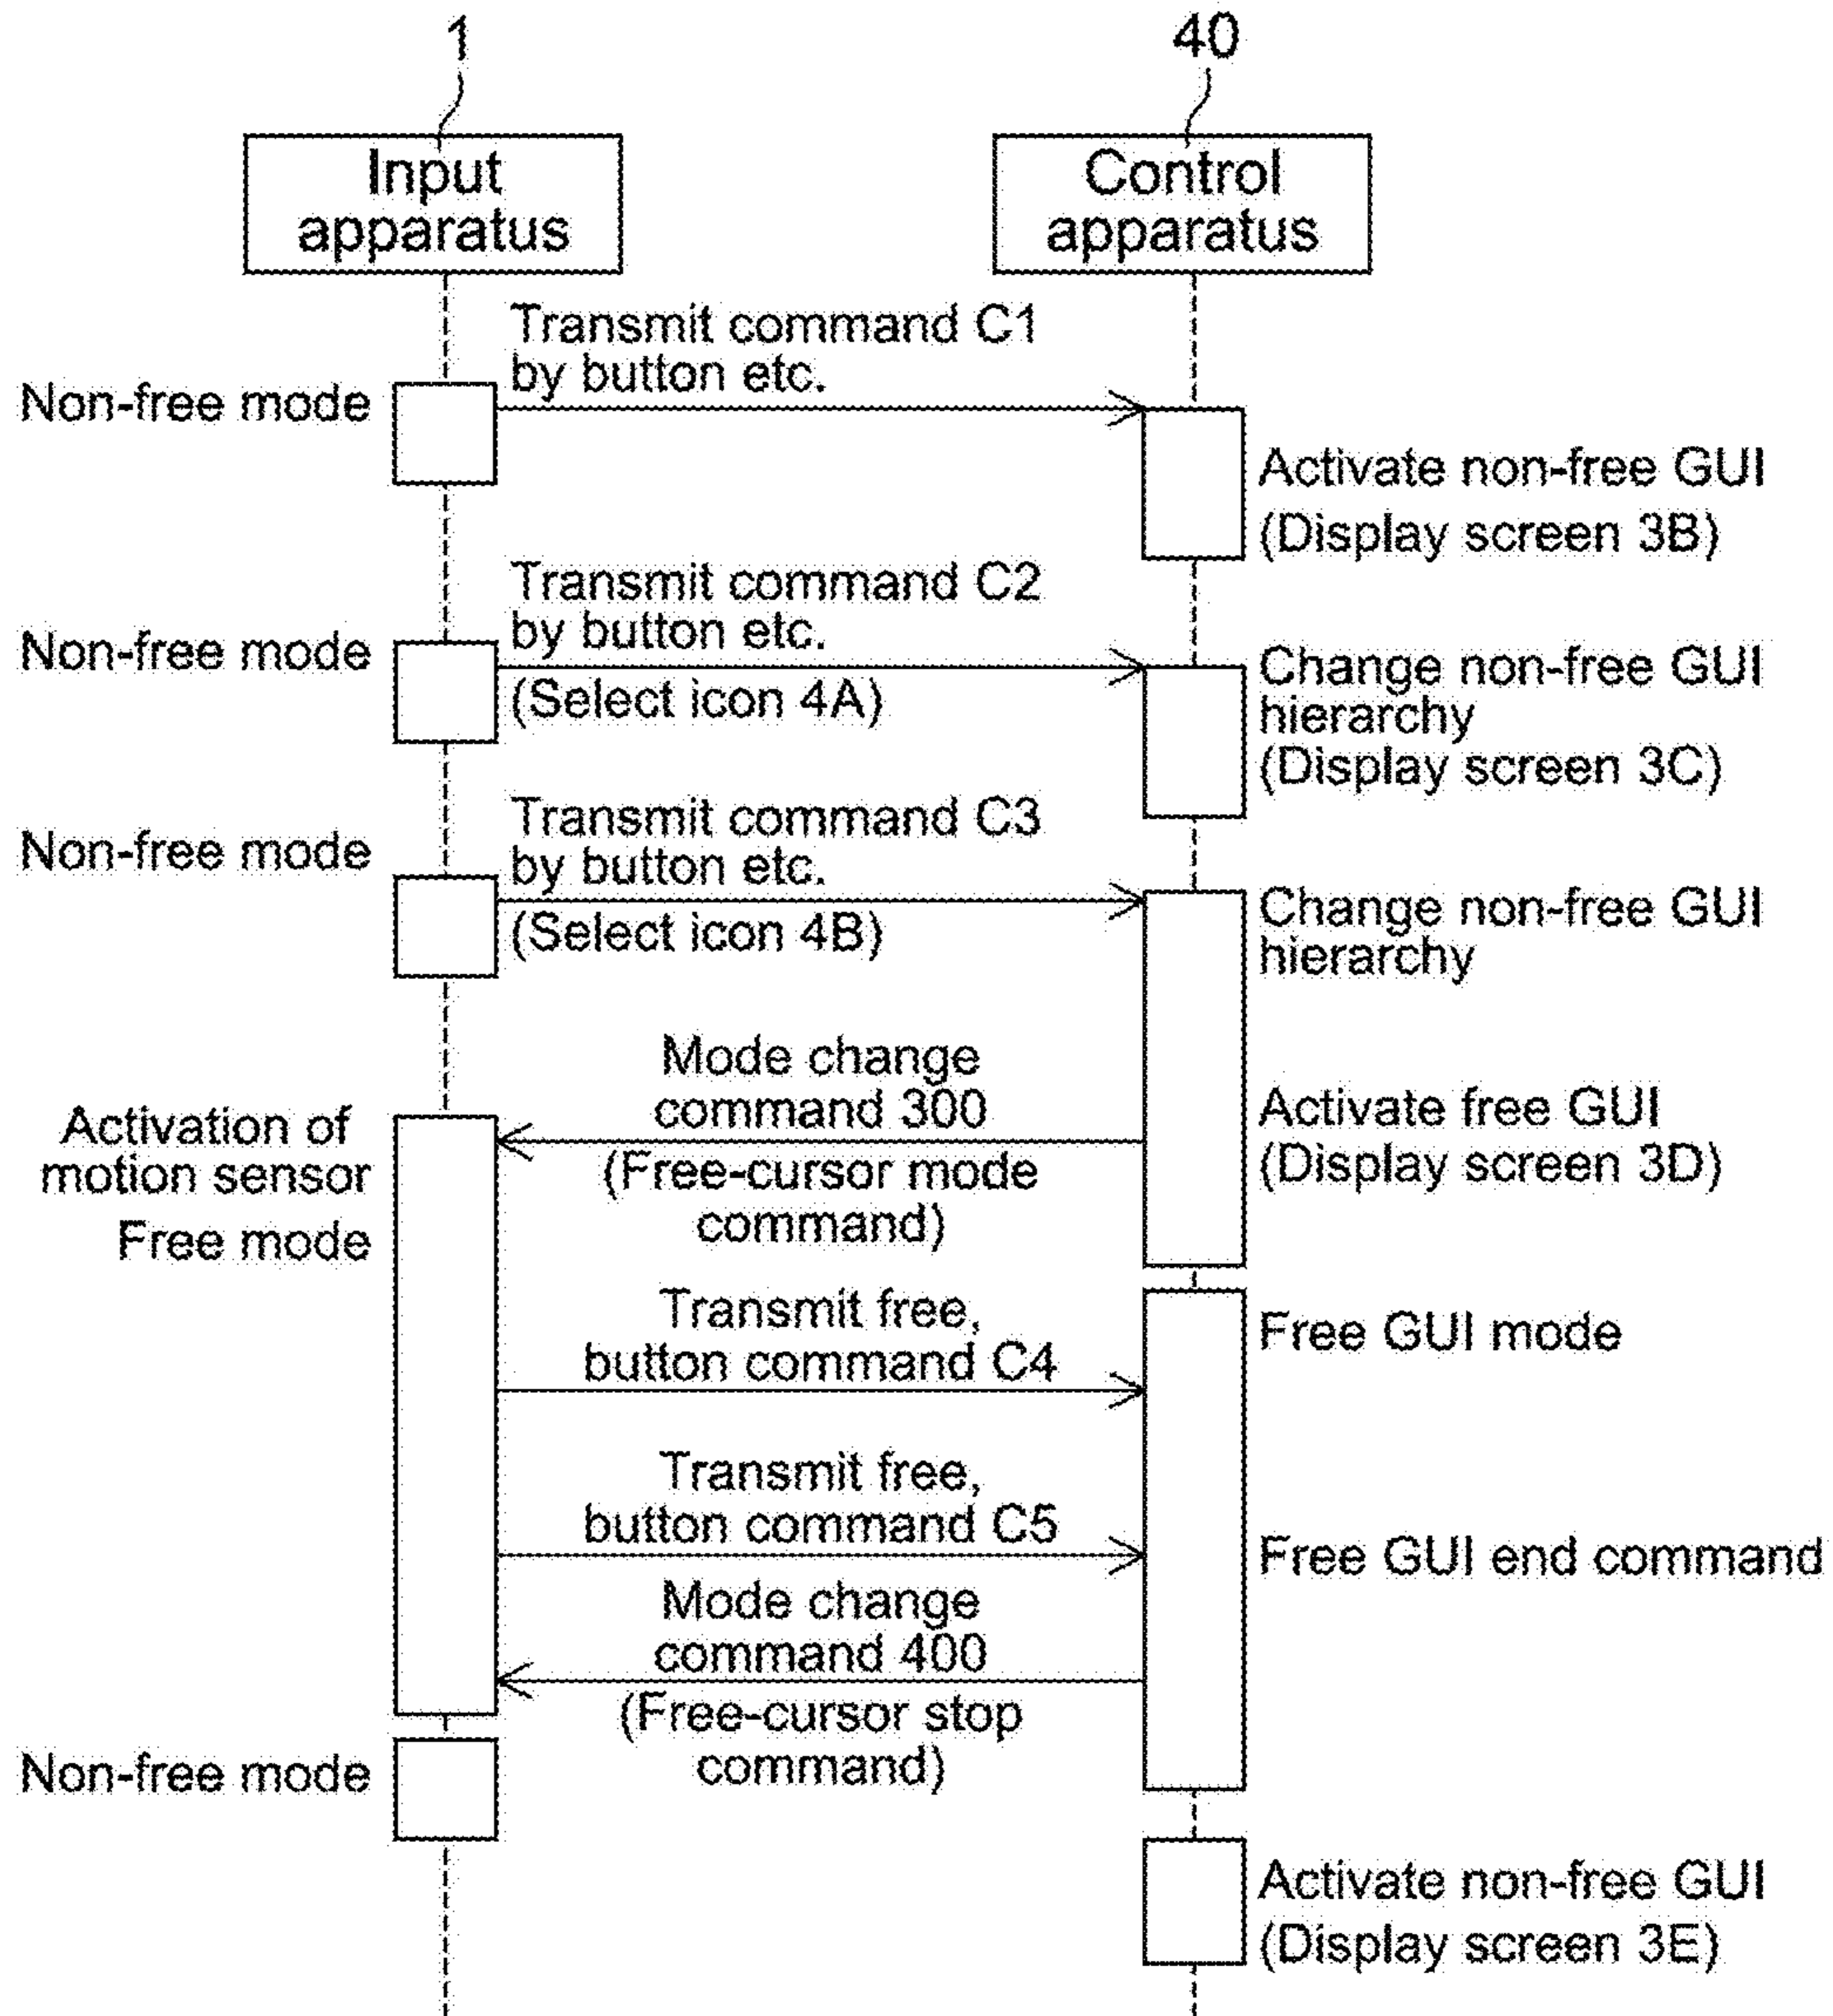 1
40
Input
apparatus
Control
apparatus
Transmit command C1
by button etc.
Non-free mode
Activate non-free GUI
(Display screen 3B)
Transmit command C2
by button etc.
Non-free mode
(Select icon 4A)
Change non-free GUI
hierarchy
(Display screen 3C)
Transmit command C3
by button etc.
Non-free mode
(Select icon 4B)
Change non-free GUI
hierarchy
Mode change
command 300
(Free-cursor mode
command)
Activation of
motion sensor
Free mode
Activate free GUI
(Display screen 3D)
Transmit free,
button command C4
Free GUI mode
Transmit free,
button command C5
Free GUI end command
Mode change
command 400
(Free-cursor stop
command)
Non-free mode
Activate non-free GUI
(Display screen 3E)